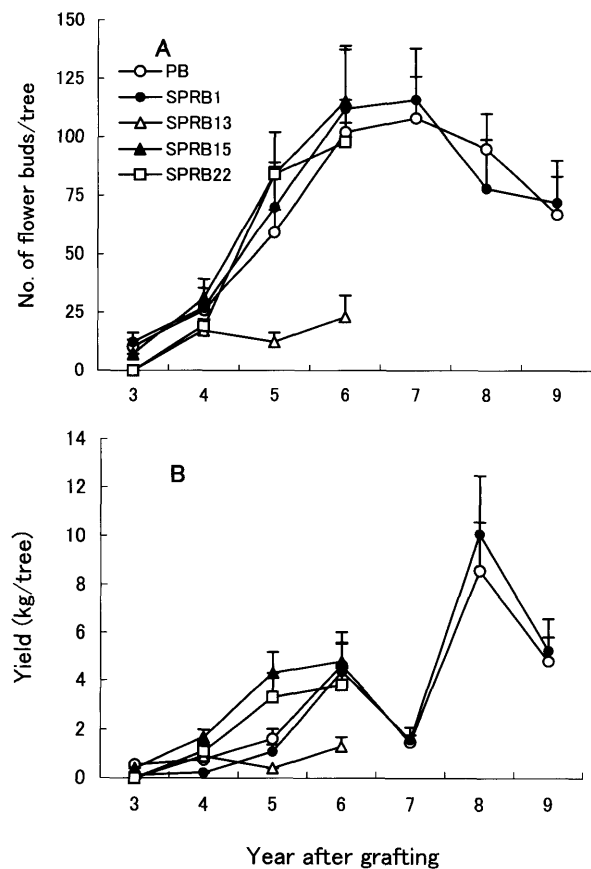 A
150
125
100
75
50
25
0
No. of flower buds/tree
PB
SPRB1
SPRB13
SPRB15
SPRB22
3 4 5 6 7 8 9
B
14
12
10
8
6
4
2
0
Yield (kg/tree)
3 4 5 6 7 8 9
Year after grafting